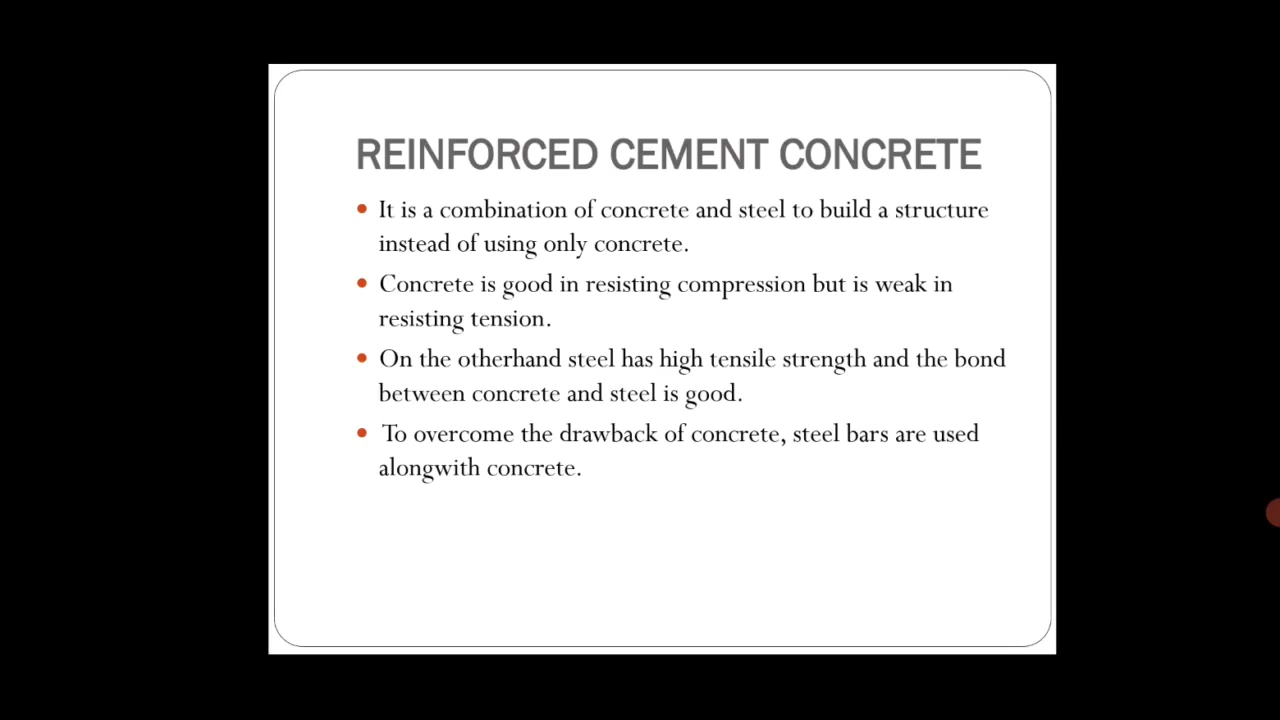 REINFORCED CEMENT CONCRETE
It is a combination of concrete and steel to build a structure
instead of using only concrete.
Concrete is good in resisting compression but is weak in
resisting tension.
On the otherhand steel has high tensile strength and the bond
between concrete and steel is good.
To overcome the drawback of concrete, steel bars are used
alongwith concrete.